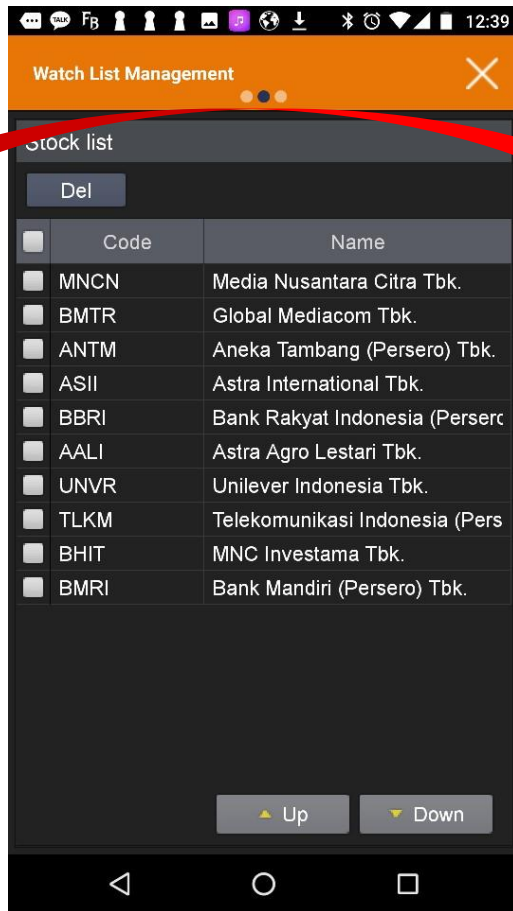 TALK FB 12:39
Watch List Management
Stock list
Del
Code Name
MNCN Media Nusantara Citra Tbk.
BMTR Global Mediacom Tbk.
ANTM Aneka Tambang (Persero) Tbk.
ASII Astra International Tbk.
BBRI Bank Rakyat Indonesia (Persero
AALI Astra Agro Lestari Tbk.
UNVR Unilever Indonesia Tbk.
TLKM Telekomunikasi Indonesia (Pers
BHIT MNC Investama Tbk.
BMRI Bank Mandiri (Persero) Tbk.
Up Down